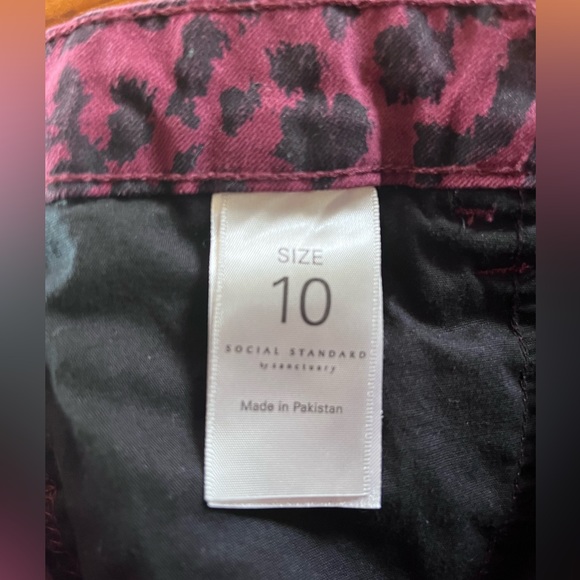 SIZE
10
SOCIAL STANDARD
by sanctuary
Made in Pakistan